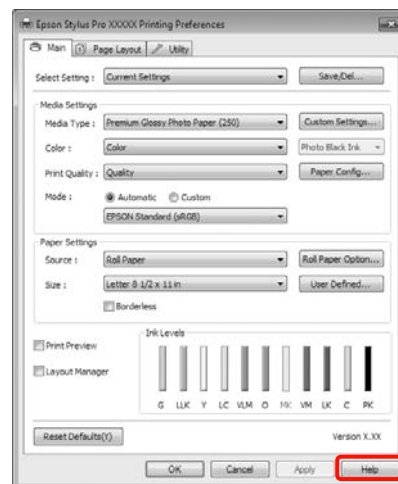 Epson Stylus Pro XXXXX Printing Preferences
Main Page Layout Utility
Select Setting : Current Settings Save/Del...
Media Settings
Media Type : Premium Glossy Photo Paper (250) Custom Settings...
Color : Color Photo Black Ink
Print Quality : Quality Paper Config...
Mode : Automatic Custom
EPSON Standard (sRGB)
Paper Settings
Source : Roll Paper Roll Paper Option...
Size : Letter 8 1/2 x 11 in User Defined...
Borderless
Ink Levels
Print Preview
Layout Manager
G LLK Y LC VLM O MK VM LK C PK
Reset Defaults(Y) Version X.XX
OK Cancel Apply Help